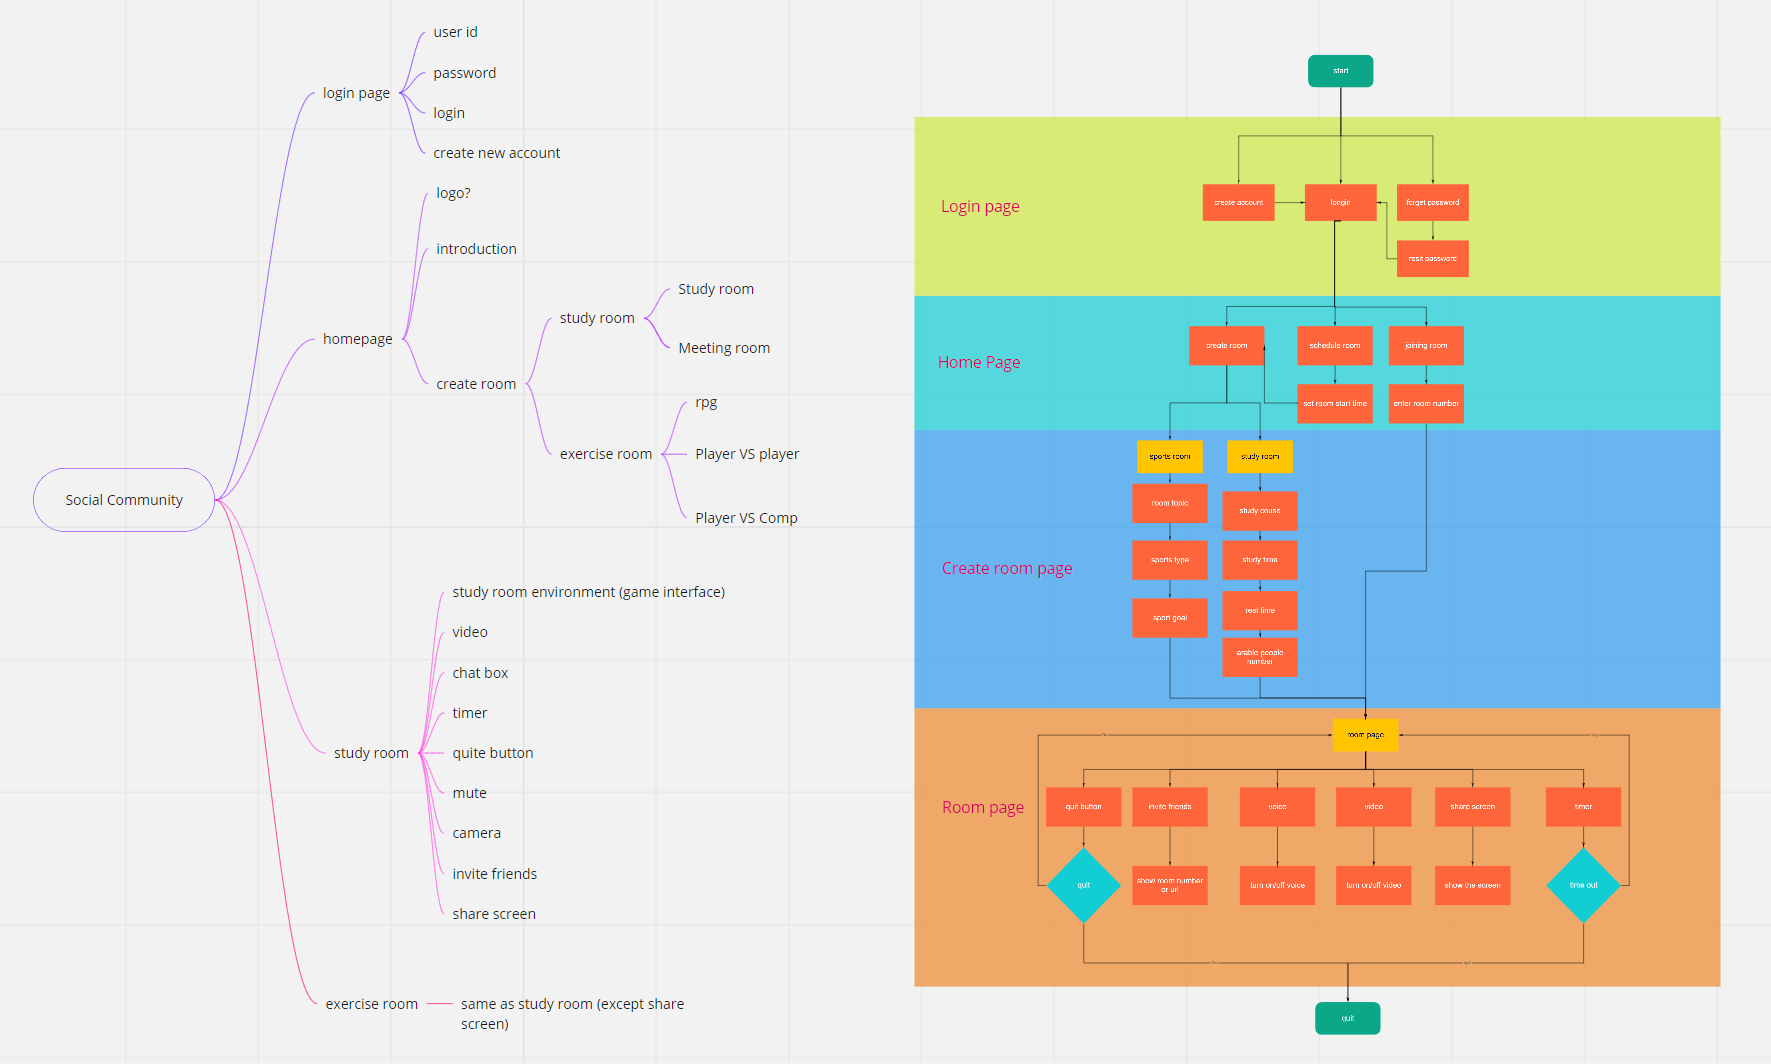 user id
password
login page
login
create new account
logo?
introduction
Study room
study room
homepage
Meeting room
create room
rpg
exercise room
Player VS player
Social Community
Player VS Comp
study room environment (game interface)
video
chat box
timer
study room
quite button
mute
camera
invite friends
share screen
exercise room
same as study room (except share
screen)
start
Login page
create account
longin
forget password
resit password
Home Page
create room
schedule room
joining room
set room start time
enter room number
Create room page
sports room
study room
room topic
study couse
sports type
study time
sport goal
rest time
arable people
number
Room page
room page
quit button
invite friends
voice
video
share screen
timer
quit
show room number
or url
turn on/off voice
turn on/off video
show the screen
time out
quit